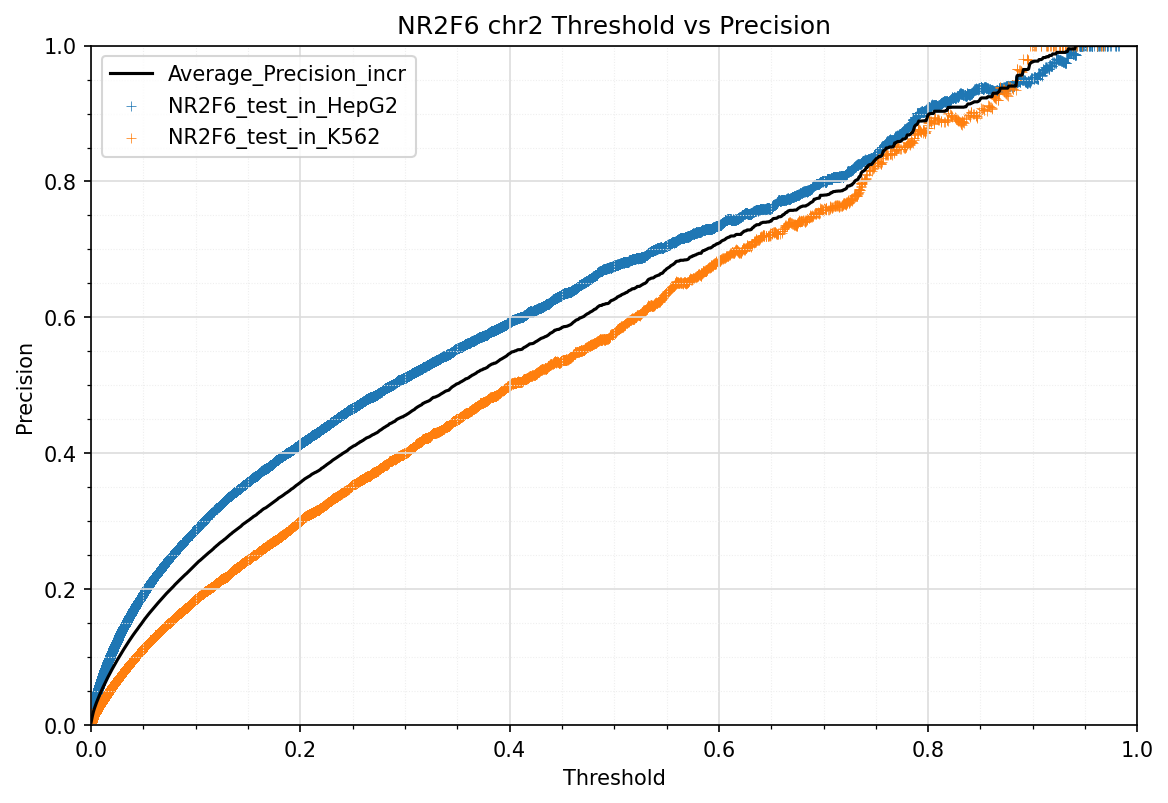 NR2F6 chr2 Threshold vs Precision
Average_Precision_incr
NR2F6_test_in_HepG2
NR2F6_test_in_K562
1.0
0.8
0.6
0.4
0.2
0.0
Precision
0.0 0.2 0.4 0.6 0.8 1.0
Threshold